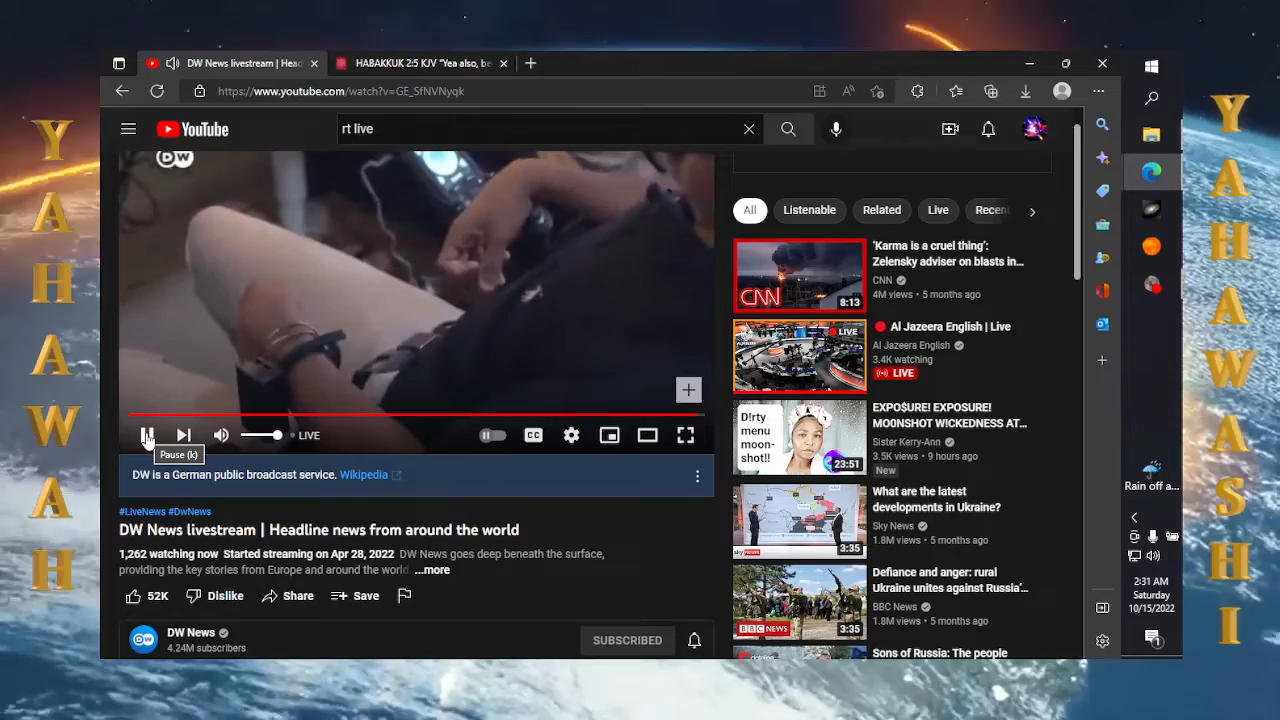 Y
A
H
A
W
A
H
DW News livestream | Head
HABAKKUK 2:5 KJV "Yea also, be
https://www.youtube.com/watch?v=GE_SfNVNyqk
YouTube
rt live
DW
LIVE
Pause (k)
CC
DW is a German public broadcast service. Wikipedia
#LiveNews #DwNews
DW News livestream | Headline news from around the world
1,262 watching now Started streaming on Apr 28, 2022 DW News goes deep beneath the surface,
providing the key stories from Europe and around the world. ...more
52K
Dislike
Share
Save
DW
DW News
4.24M subscribers
SUBSCRIBED
All
Listenable
Related
Live
Recen
CNN
8:13
'Karma is a cruel thing':
Zelensky adviser on blasts in...
CNN
4M views • 5 months ago
LIVE
Al Jazeera English | Live
Al Jazeera English
3.4K watching
LIVE
D!rty
menu
moon-
shot!!
23:51
EXPO$URE! EXPOSURE!
MOONSHOT WICKEDNESS AT...
Sister Kerry-Ann
3.5K views • 9 hours ago
New
sky news
3:35
What are the latest
developments in Ukraine?
Sky News
1.8M views • 5 months ago
BBC NEWS
3:35
Defiance and anger: rural
Ukraine unites against Russia'...
BBC News
1.8M views • 5 months ago
Sons of Russia: The people
Rain off a...
2:31 AM
Saturday
10/15/2022
1
Y
A
H
A
W
A
S
H
I